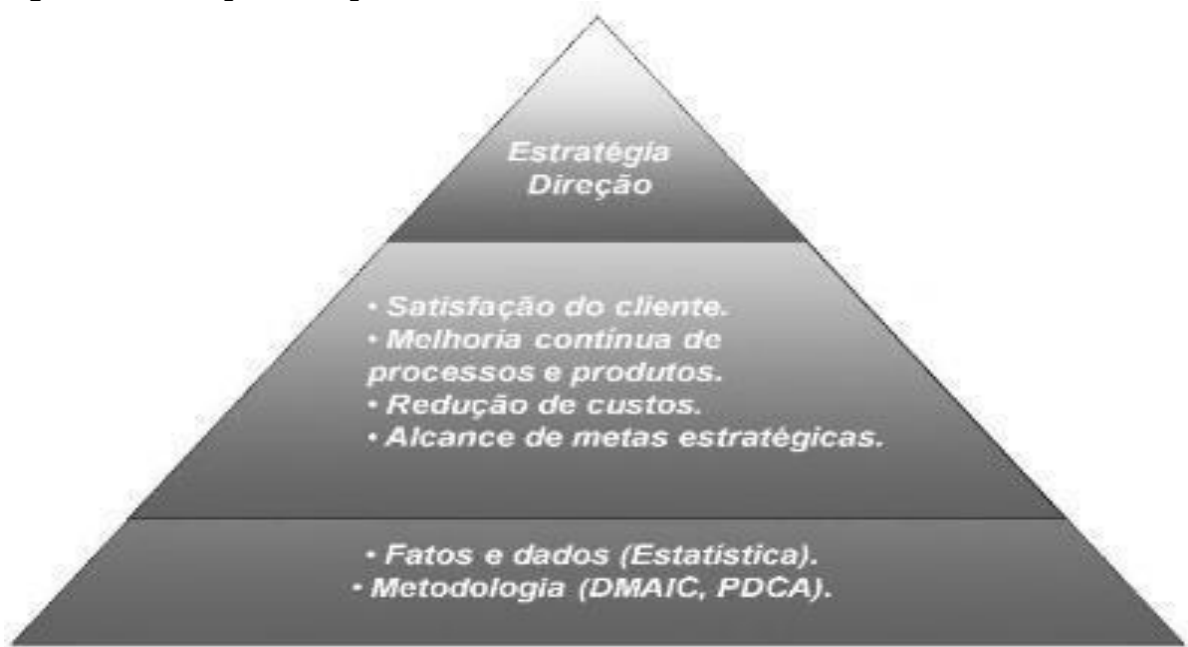 Estratégia
Direção
• Satisfação do cliente.
• Melhoria contínua de
processos e produtos.
• Redução de custos.
• Alcance de metas estratégicas.
• Fatos e dados (Estatística).
• Metodologia (DMAIC, PDCA).